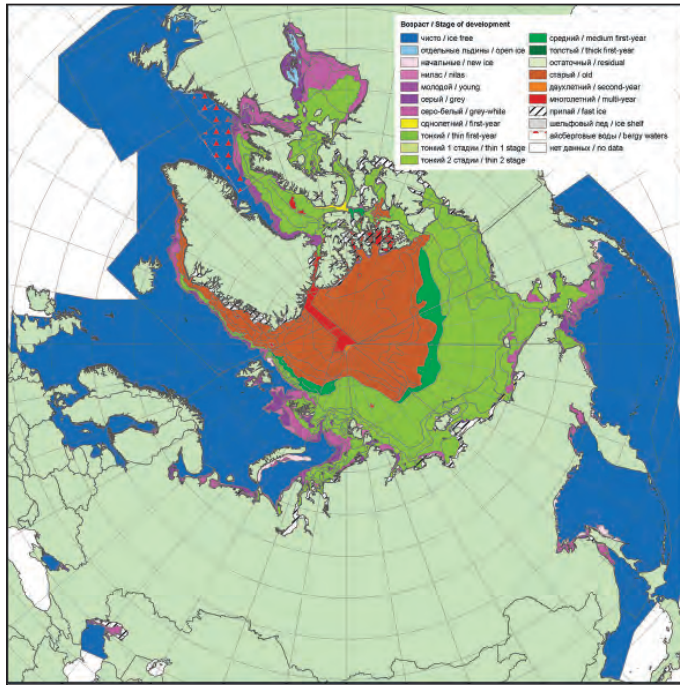 Возраст / Stage of development
чисто / ice free
отдельные льдины / open ice
начальные / new ice
нилас / nilas
молодой / young
серый / grey
серо-белый / grey-white
однолетний / first-year
тонкий / thin first-year
тонкий 1 стадии / thin 1 stage
тонкий 2 стадии / thin 2 stage
средний / medium first-year
толстый / thick first-year
остаточный / residual
старый / old
двухлетний / second-year
многолетний / multi-year
припай / fast ice
шельфовый лед / ice shelf
айсберговые воды / bergy waters
нет данных / no data